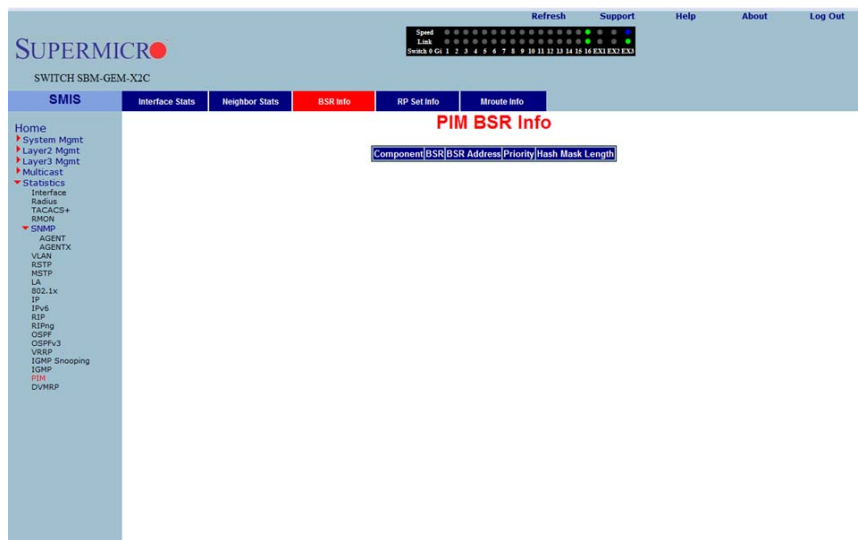 Refresh Support Help About Log Out
Speed
Link
Switch 0 Gi 1 2 3 4 5 6 7 8 9 10 11 12 13 14 15 16 EX1 EX2 EX3
SUPERMICRO
SWITCH SBM-GEM-X2C
SMIS
Interface Stats Neighbor Stats BSR Info RP Set Info Mroute Info
PIM BSR Info
Component BSR BSR Address Priority Hash Mask Length
Home
System Mgmt
Layer2 Mgmt
Layer3 Mgmt
Multicast
Statistics
Interface
Radius
TACACS+
RMON
SNMP
AGENT
AGENTX
VLAN
RSTP
MSTP
LA
802.1x
IP
IPv6
RIP
RIPng
OSPF
OSPFv3
VRRP
IGMP Snooping
IGMP
PIM
DVMRP